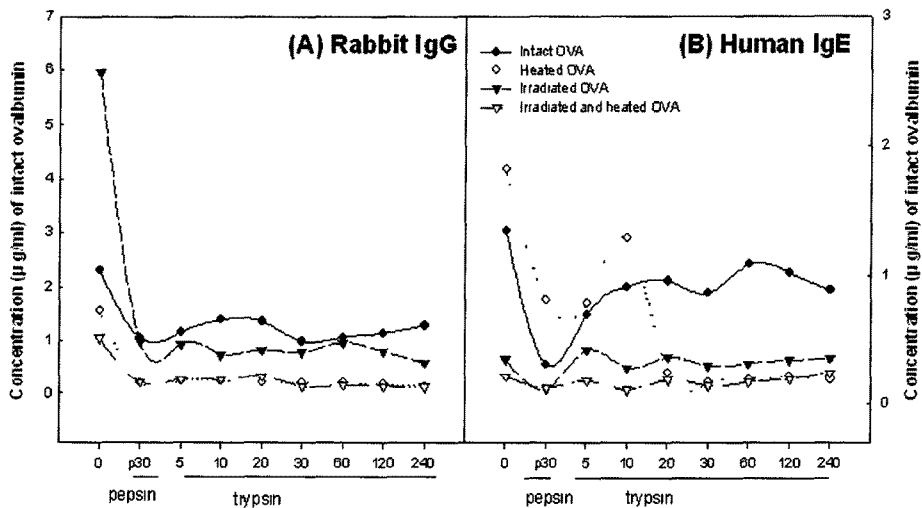 (A) Rabbit IgG
Concentration (μ g/ml) of intact ovalbumin
7
6
5
4
3
2
1
0
0 p30 5 10 20 30 60 120 240
pepsin trypsin
(B) Human IgE
Intact OVA
Heated OVA
Irradiated OVA
Irradiated and heated OVA
3
2
1
0
Concentration (μ g/ml) of intact ovalbumin
0 p30 5 10 20 30 60 120 240
pepsin trypsin